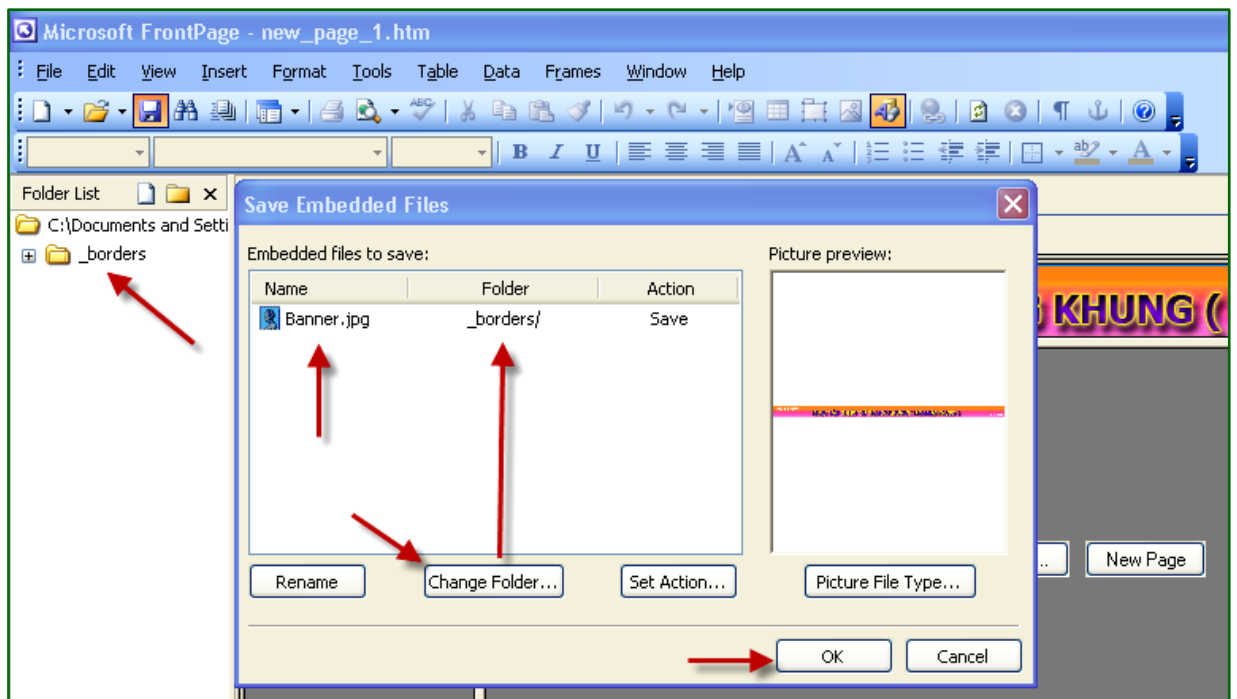 Microsoft FrontPage - new_page_1.htm
File Edit View Insert Format Tools Table Data Frames Window Help
ABC
B I U A A ab A
Folder List
C:\Documents and Setti
_borders
Save Embedded Files
Embedded files to save:
Picture preview:
Name Folder Action
Banner.jpg _borders/ Save
KHUNG (
Rename Change Folder... Set Action... Picture File Type...
.. New Page
OK Cancel